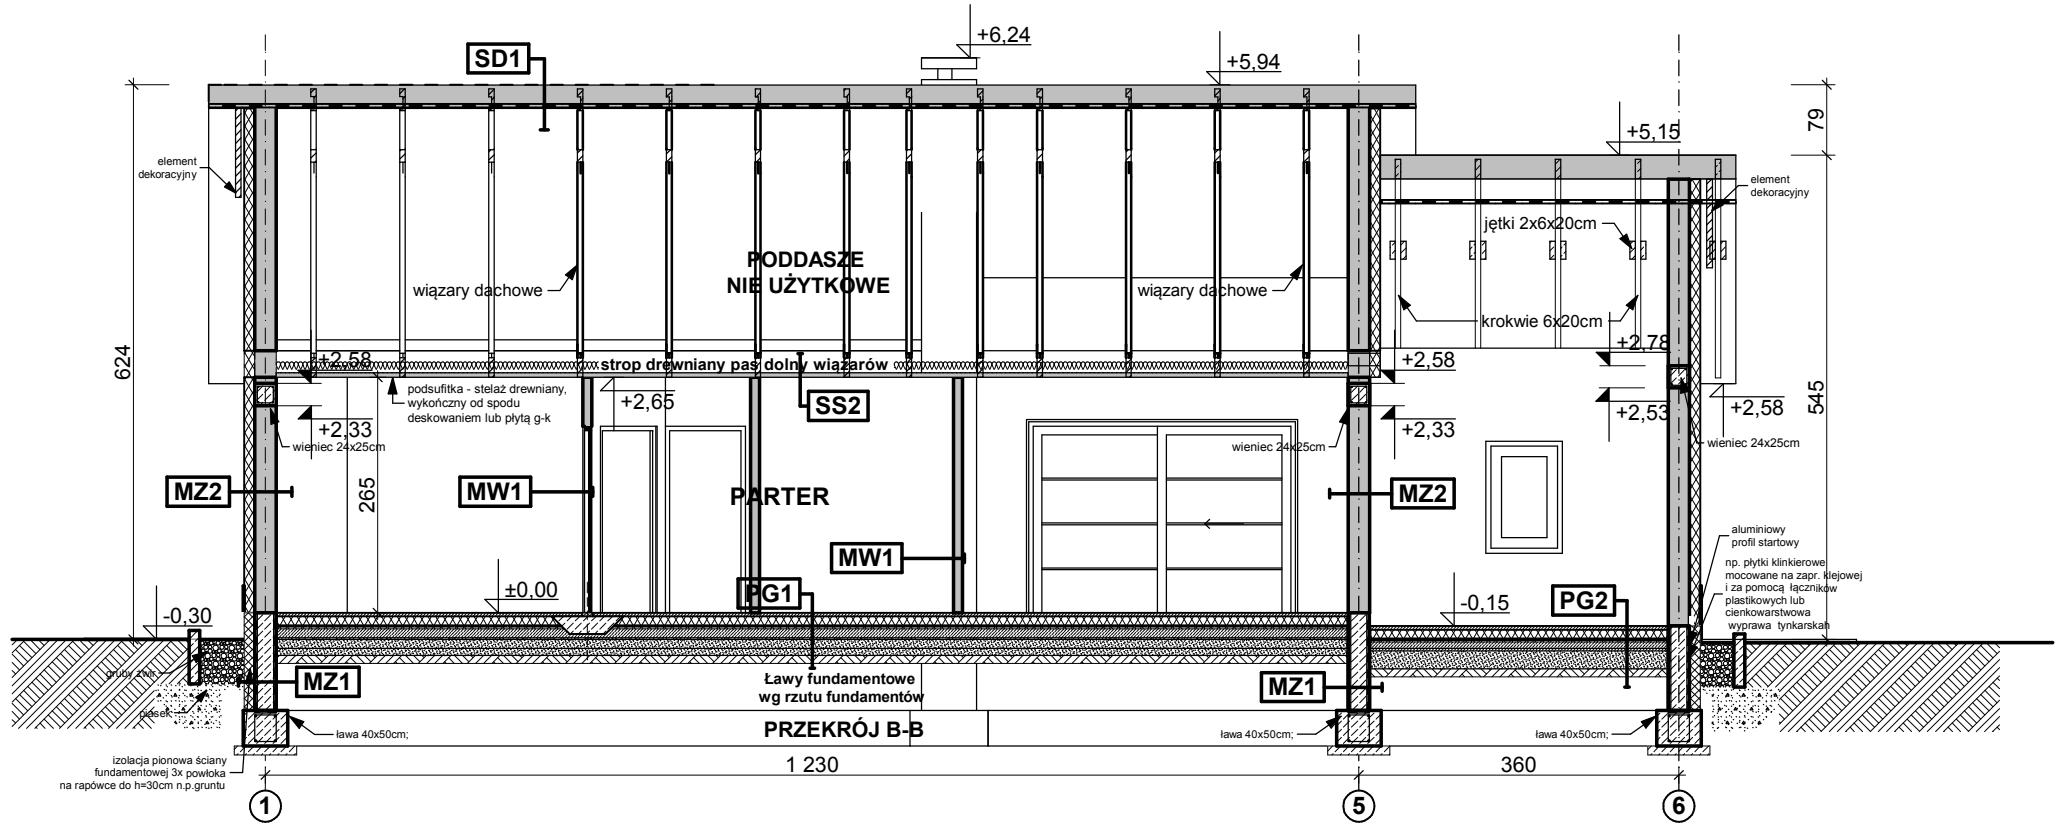 +6,24
SD1
+5,94
79
+5,15
element
dekoracyjny
element
dekoracyjny
jętki 2x6x20cm
PODDASZE
NIE UŻYTKOWE
wiązary dachowe
wiązary dachowe
krokwie 6x20cm
624
+2,58
strop drewniany pas dolny wiązarów
+2,58
+2,78
545
podsufitka - stelaż drewniany,
wykończny od spodu
deskowaniem lub płytą g-k
+2,65
SS2
+2,33
+2,33
+2,53
+2,58
wieniec 24x25cm
wieniec 24x25cm
wieniec 24x25cm
MZ2
265
MW1
PARTER
MZ2
MW1
aluminiowy
profil startowy
np. płytki klinkierowe
mocowane na zapr. klejowej
i za pomocą łączników
plastikowych lub
cienkowarstwowa
wyprawa tynkarskah
±0,00
PG1
-0,15
PG2
-0,30
gruby żwir
MZ1
Ławy fundamentowe
wg rzutu fundamentów
MZ1
piasek
PRZEKRÓJ B-B
ława 40x50cm;
ława 40x50cm;
ława 40x50cm;
izolacja pionowa ściany
fundamentowej 3x powłoka
na rapówce do h=30cm n.p.gruntu
1 230
360
1
5
6